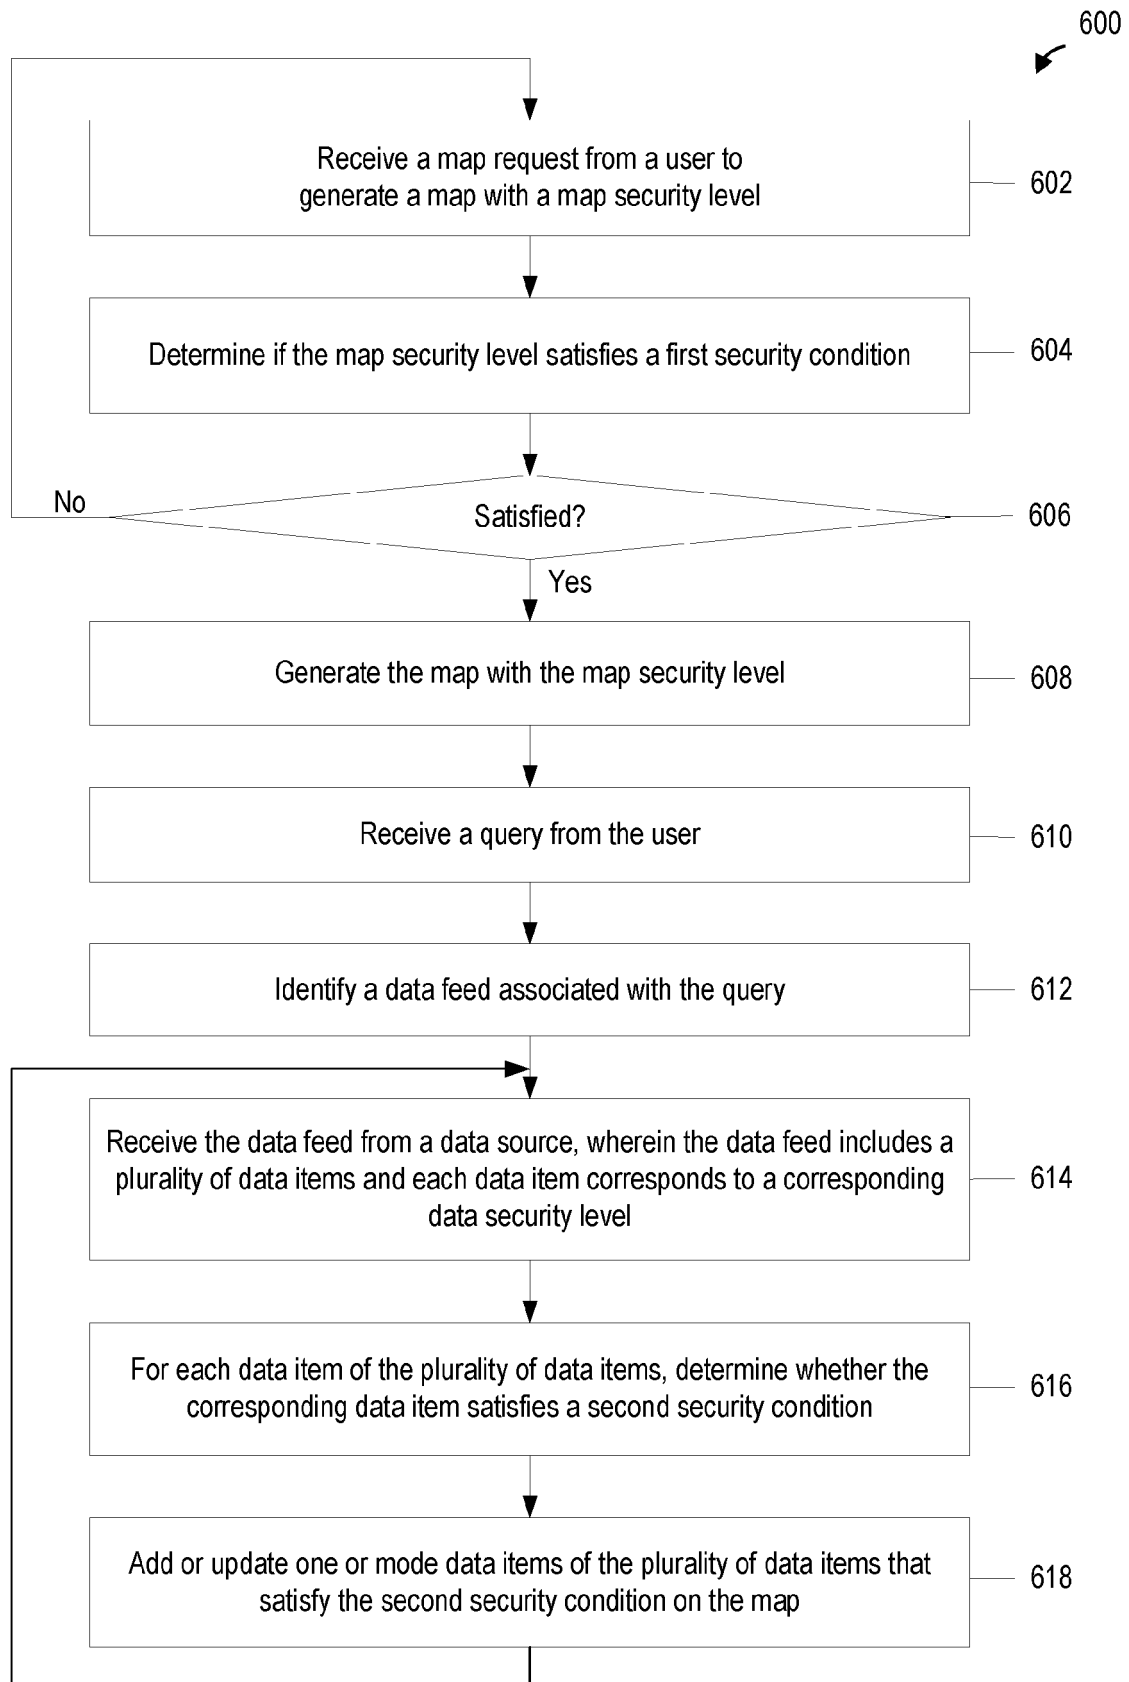 600
Receive a map request from a user to
generate a map with a map security level
602
Determine if the map security level satisfies a first security condition
604
No
Satisfied?
606
Yes
Generate the map with the map security level
608
Receive a query from the user
610
Identify a data feed associated with the query
612
Receive the data feed from a data source, wherein the data feed includes a
plurality of data items and each data item corresponds to a corresponding
data security level
614
For each data item of the plurality of data items, determine whether the
corresponding data item satisfies a second security condition
616
Add or update one or mode data items of the plurality of data items that
satisfy the second security condition on the map
618